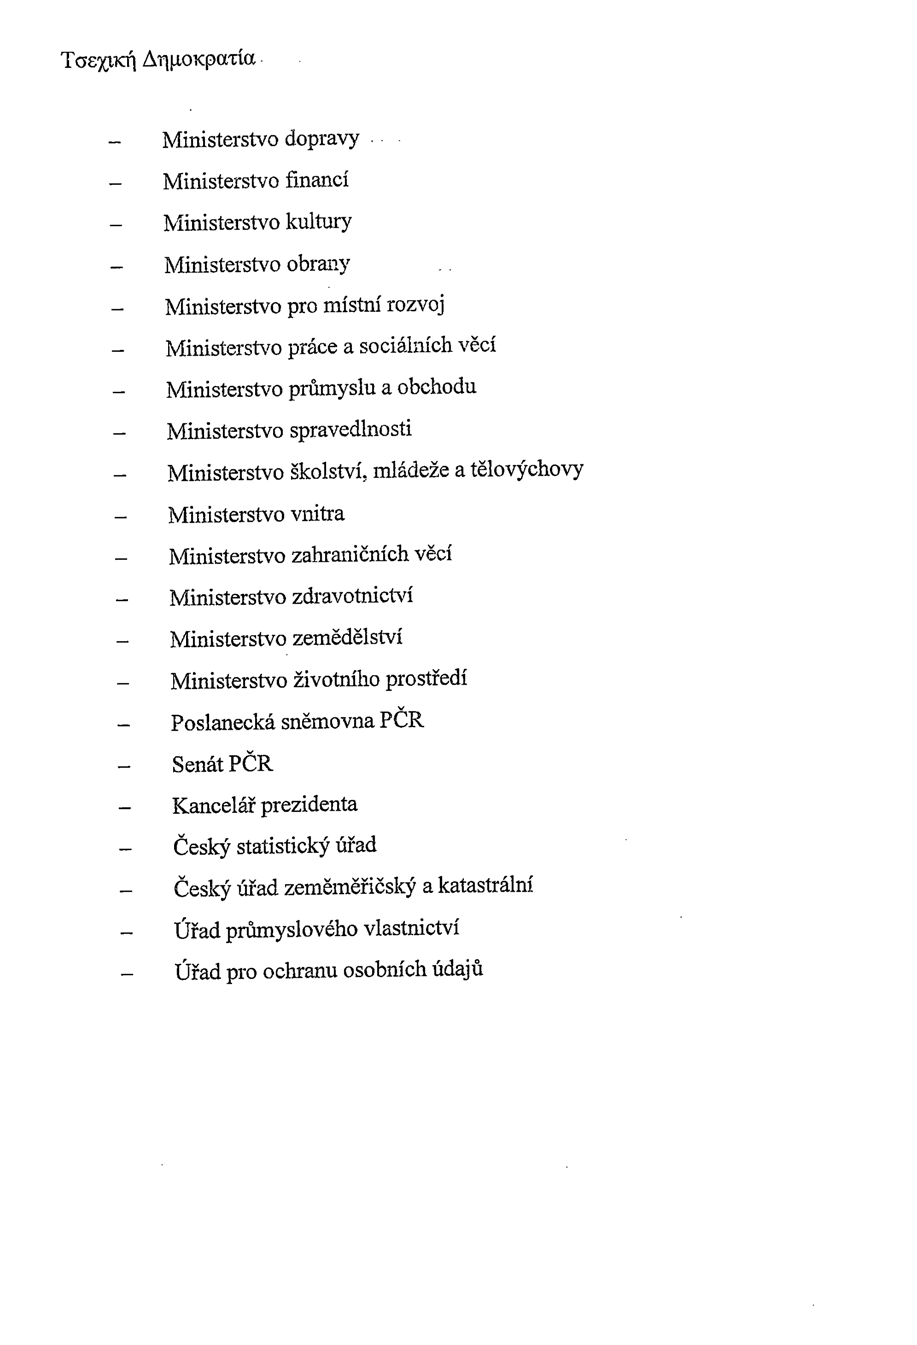 Τσεχική Δημοκρατία
– Ministerstvo dopravy
– Ministerstvo financí
– Ministerstvo kultury
– Ministerstvo obrany
– Ministerstvo pro místní rozvoj
– Ministerstvo práce a sociálních věcí
– Ministerstvo průmyslu a obchodu
– Ministerstvo spravedlnosti
– Ministerstvo školství, mládeže a tělovýchovy
– Ministerstvo vnitra
– Ministerstvo zahraničních věcí
– Ministerstvo zdravotnictví
– Ministerstvo zemědělství
– Ministerstvo životního prostředí
– Poslanecká sněmovna PČR
– Senát PČR
– Kancelář prezidenta
– Český statistický úřad
– Český úřad zeměměřičský a katastrální
– Úřad průmyslového vlastnictví
– Úřad pro ochranu osobních údajů